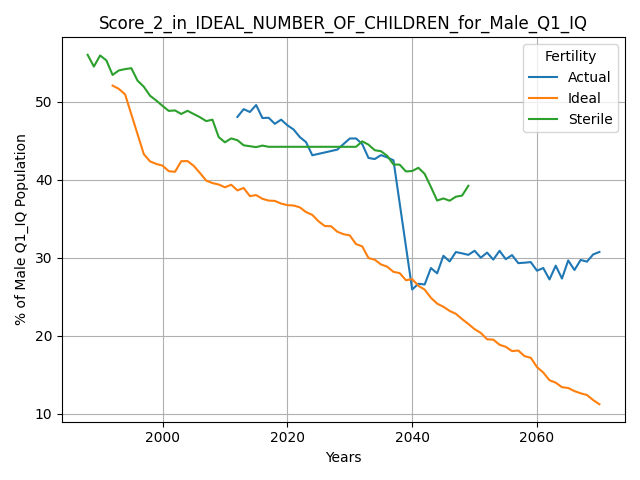 Score_2_in_IDEAL_NUMBER_OF_CHILDREN_for_Male_Q1_IQ
Fertility
Actual
Ideal
Sterile
% of Male Q1_IQ Population
50
40
30
20
10
2000 2020 2040 2060
Years